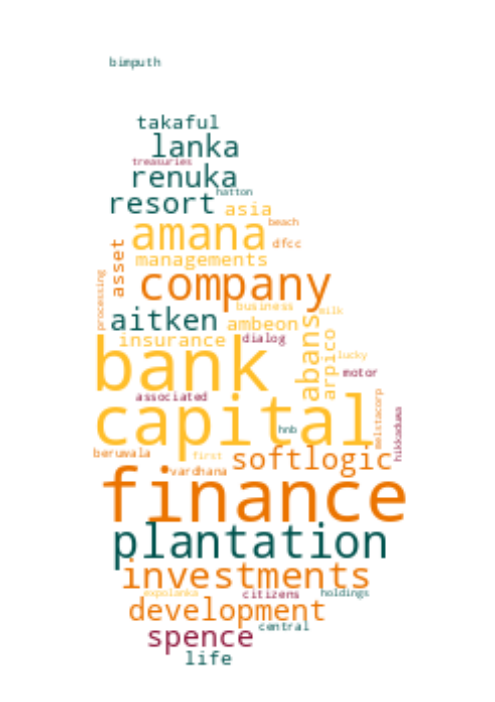 bimputh
takaful
lanka
treasuries
renuka
hatton
resort
asia
beach
amana
dfcc
asset
managements
processing
company
business
milk
aitken
ambeon
abans
arpico
insurance
dialog
bank
lucky
motor
associated
capital
melstacorp
hikkaduwa
hnb
beruwala
first
softlogic
vardhana
finance
plantation
investments
expolanka
citizens
holdings
development
central
spence
life